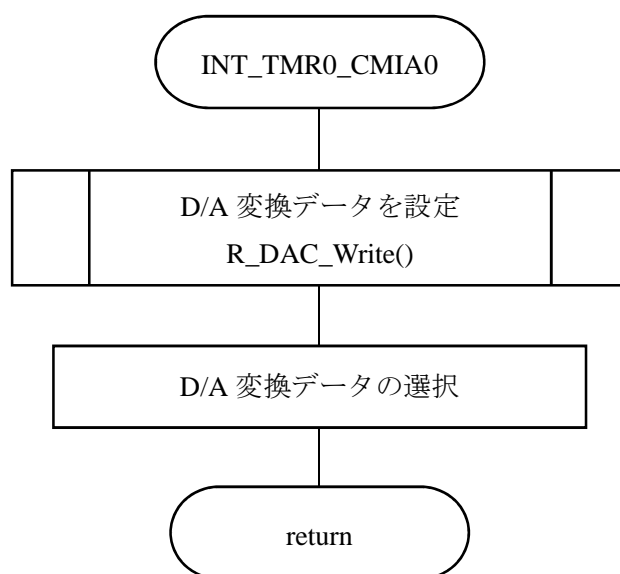 INT_TMR0_CMIA0
D/A 変換データを設定
R_DAC_Write()
D/A 変換データの選択
return